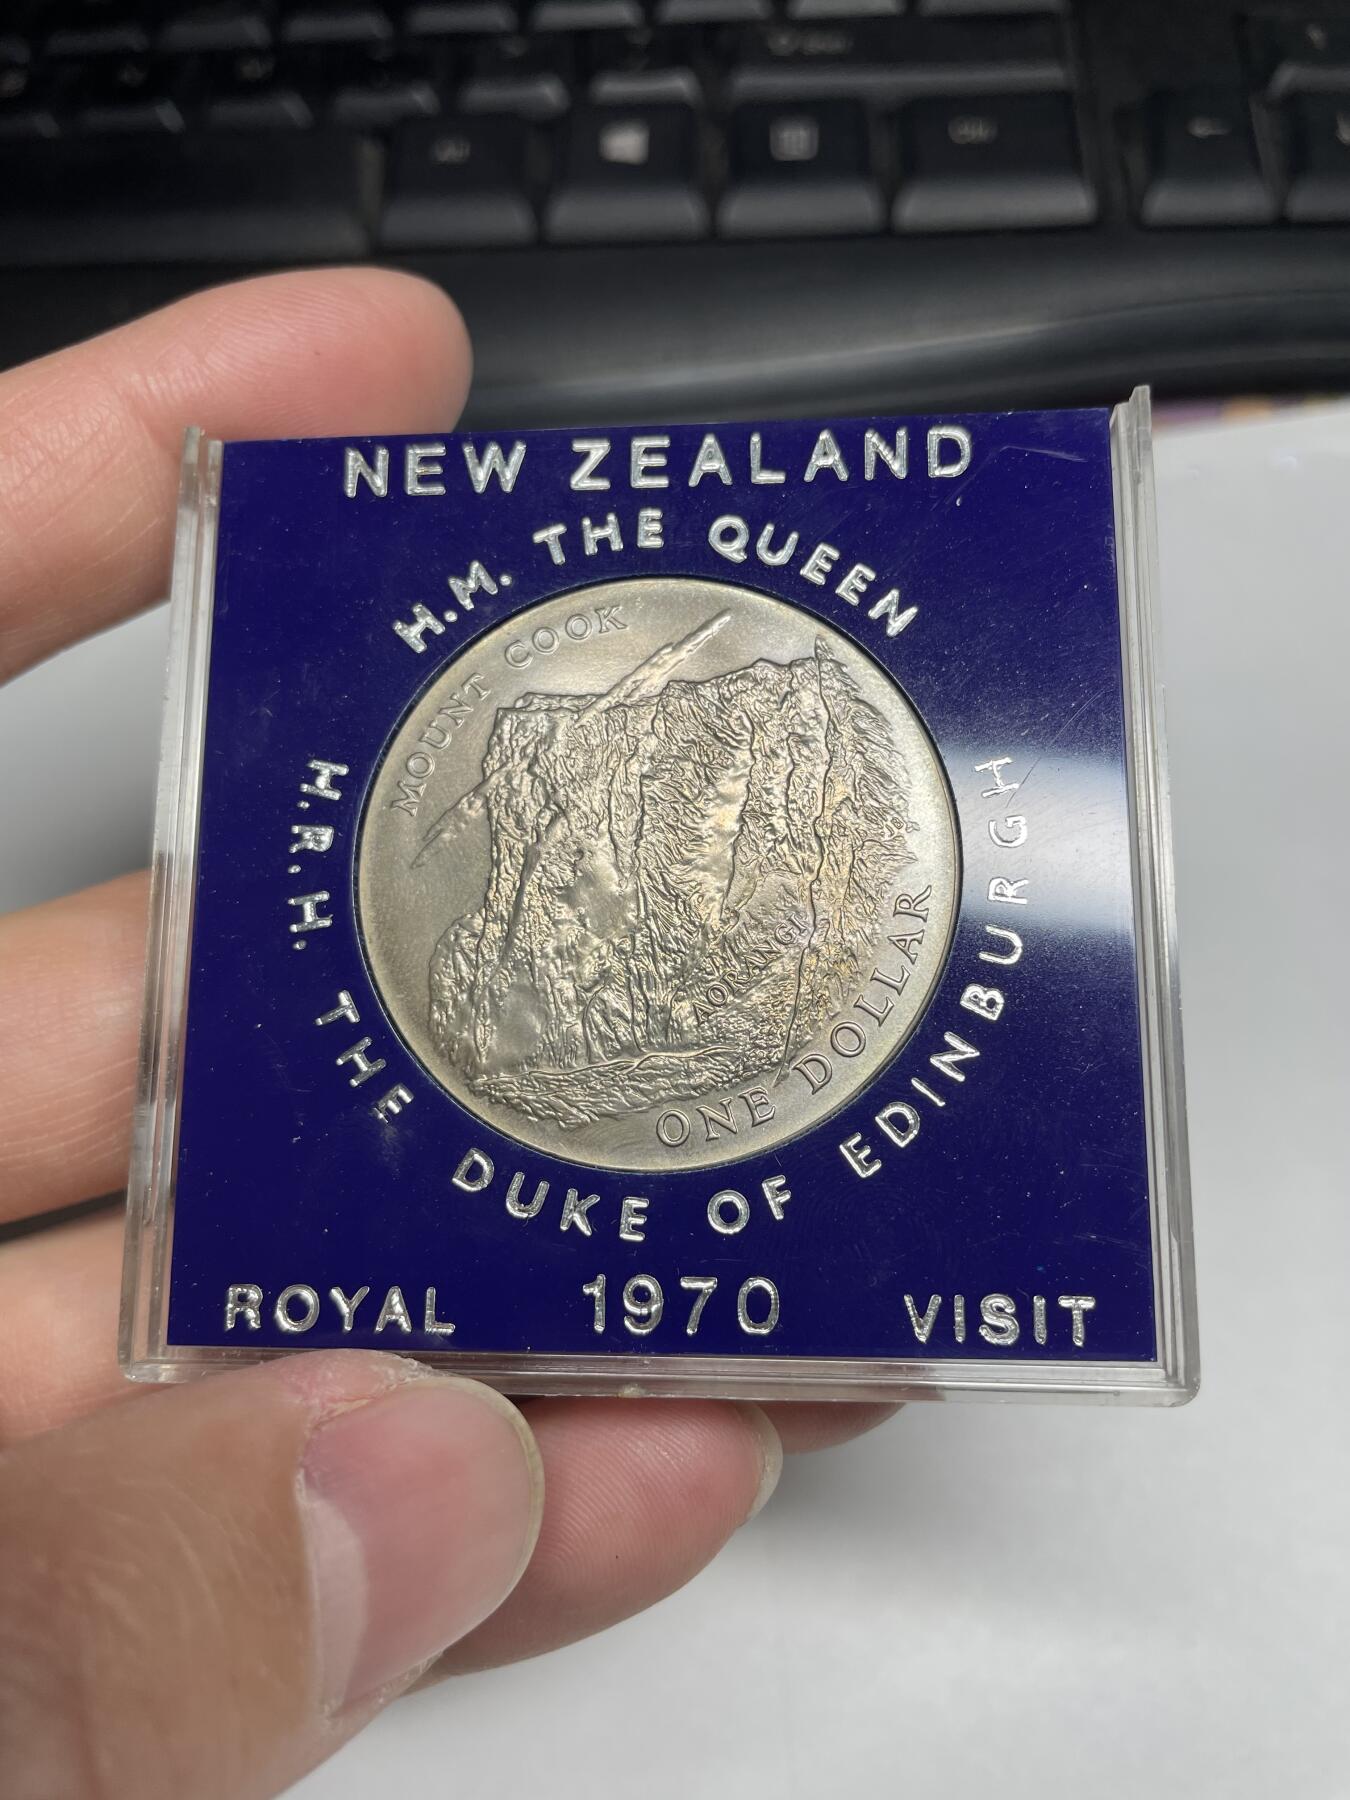 NEW ZEALAND
H.M. THE QUEEN
MOUNT COOK
AORANGI
ONE DOLLAR
H.R.H. THE DUKE OF EDINBURGH
ROYAL 1970 VISIT